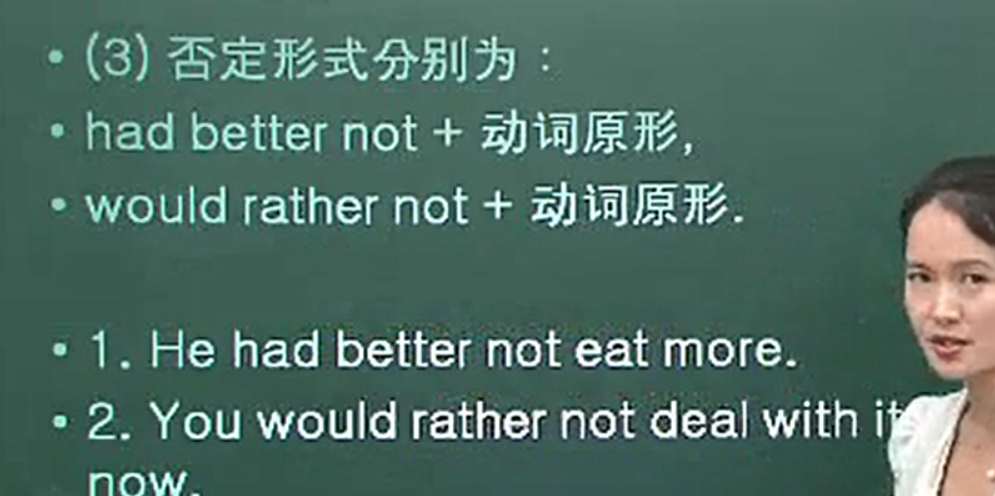 • (3) 否定形式分别为：
• had better not + 动词原形,
• would rather not + 动词原形.
• 1. He had better not eat more.
• 2. You would rather not deal with it
now.